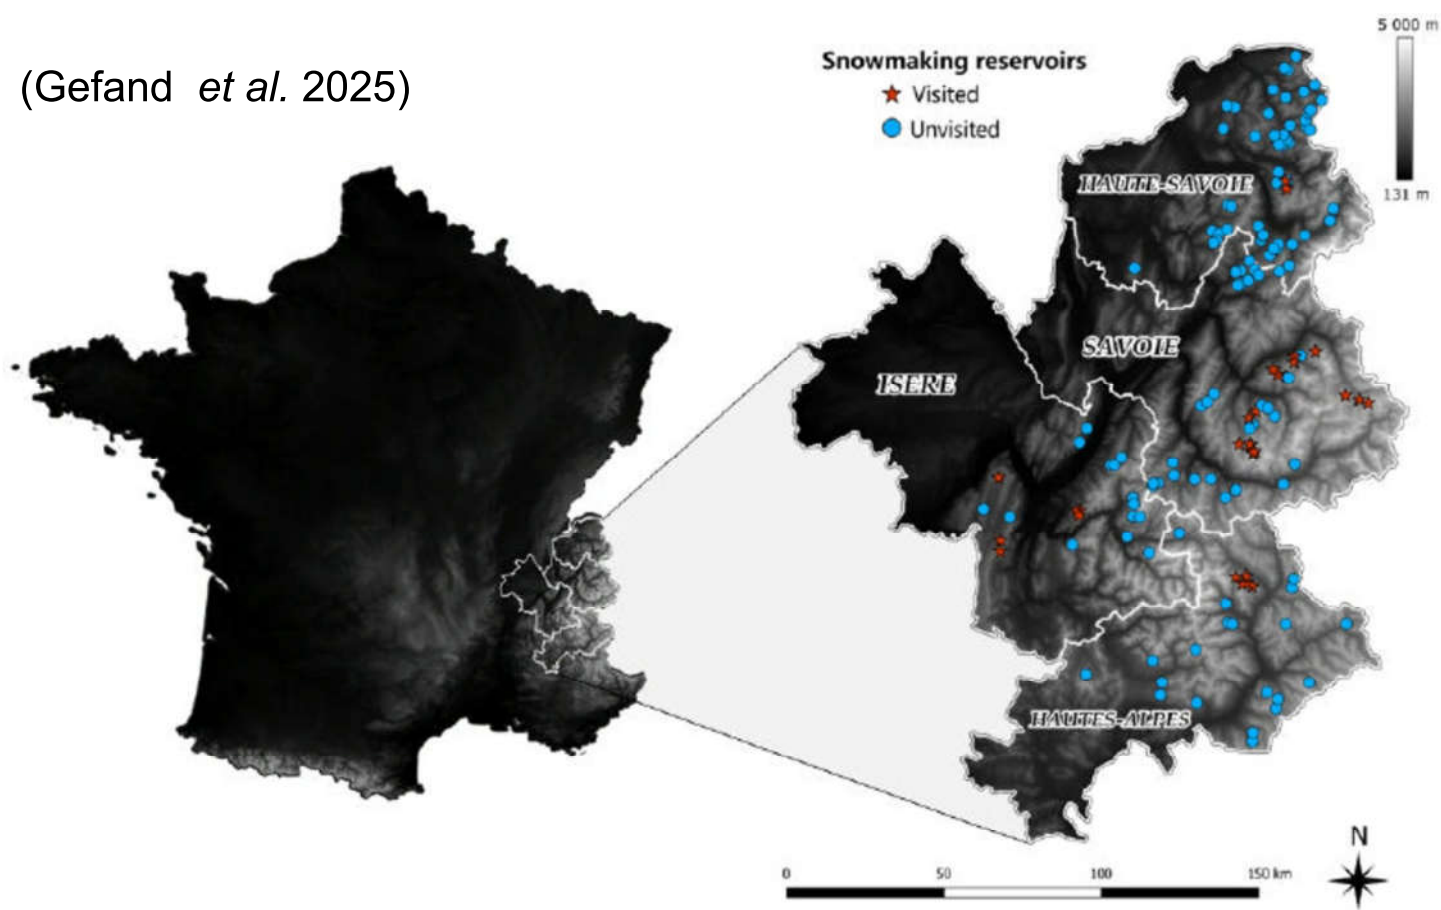 (Gefand et al. 2025)
Snowmaking reservoirs
Visited
Unvisited
5 000 m
131 m
HAUTE-SAVOIE
SAVOIE
ISERE
HAUTES-ALPES
N
0 50 100 150 km